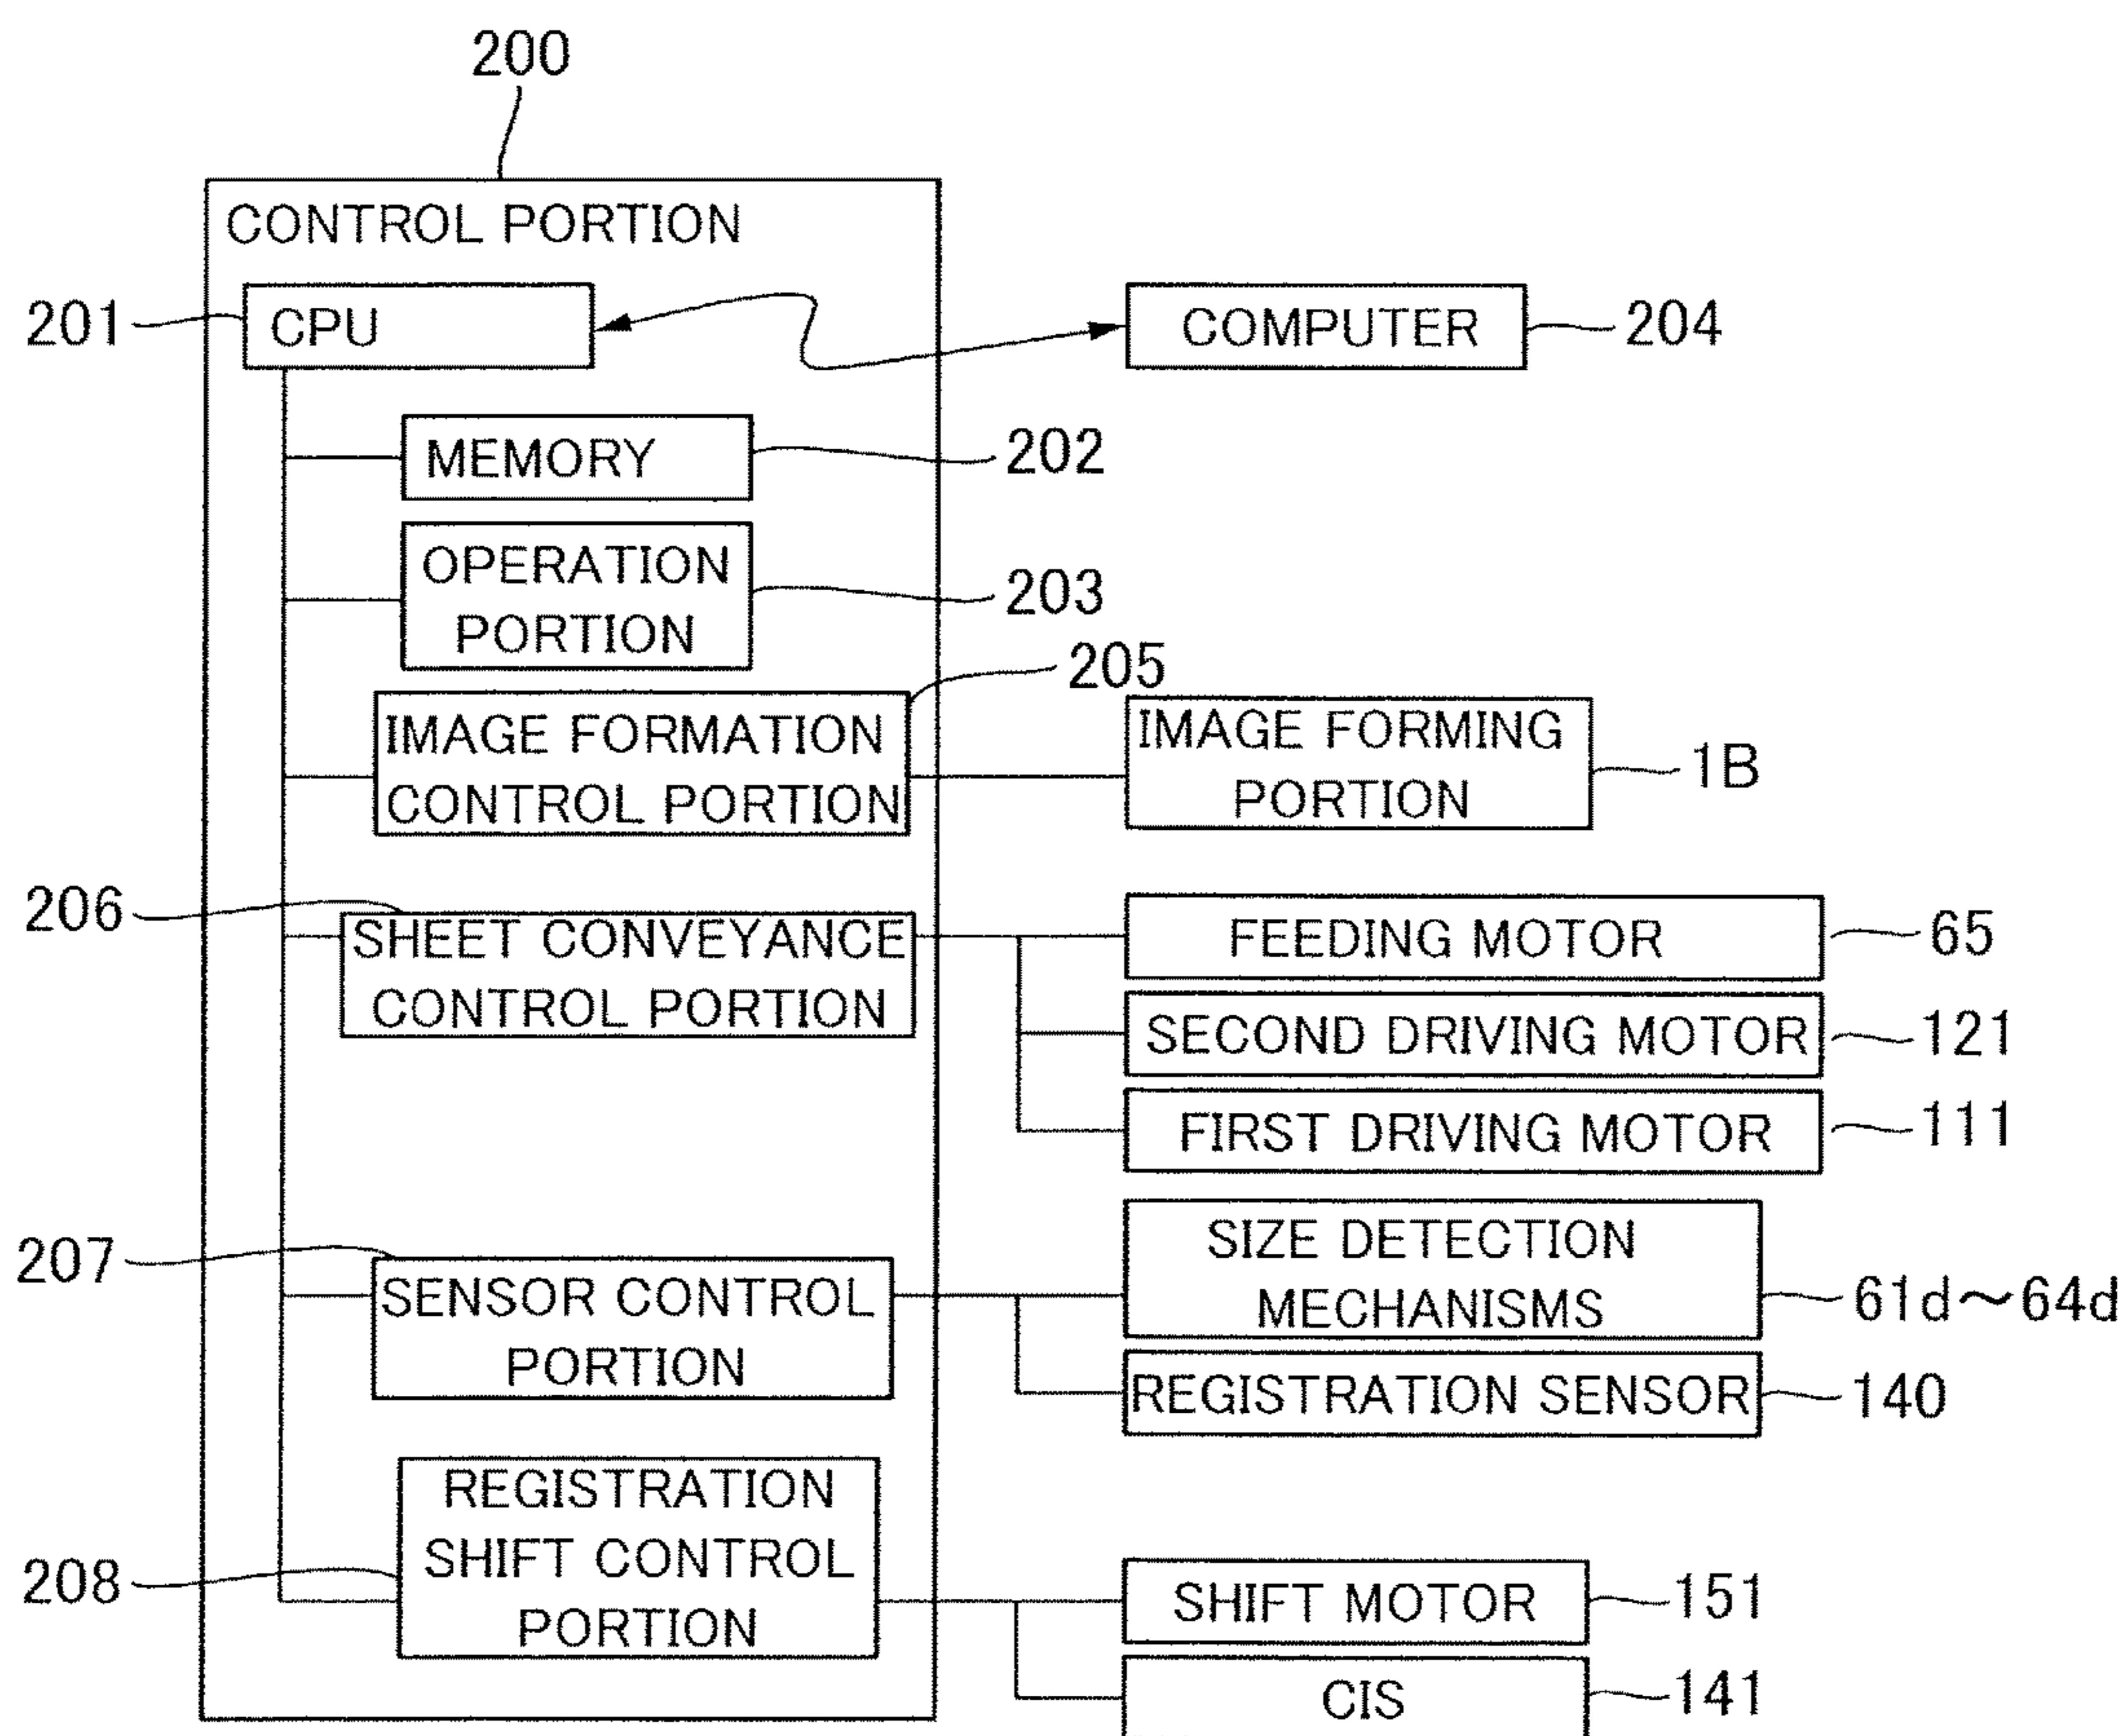 200
CONTROL PORTION
201
CPU
COMPUTER
204
MEMORY
202
OPERATION
PORTION
203
205
IMAGE FORMATION
CONTROL PORTION
IMAGE FORMING
PORTION
1B
206
SHEET CONVEYANCE
CONTROL PORTION
FEEDING MOTOR
65
SECOND DRIVING MOTOR
121
FIRST DRIVING MOTOR
111
207
SENSOR CONTROL
PORTION
SIZE DETECTION
MECHANISMS
61d～64d
REGISTRATION SENSOR
140
208
REGISTRATION
SHIFT CONTROL
PORTION
SHIFT MOTOR
151
CIS
141